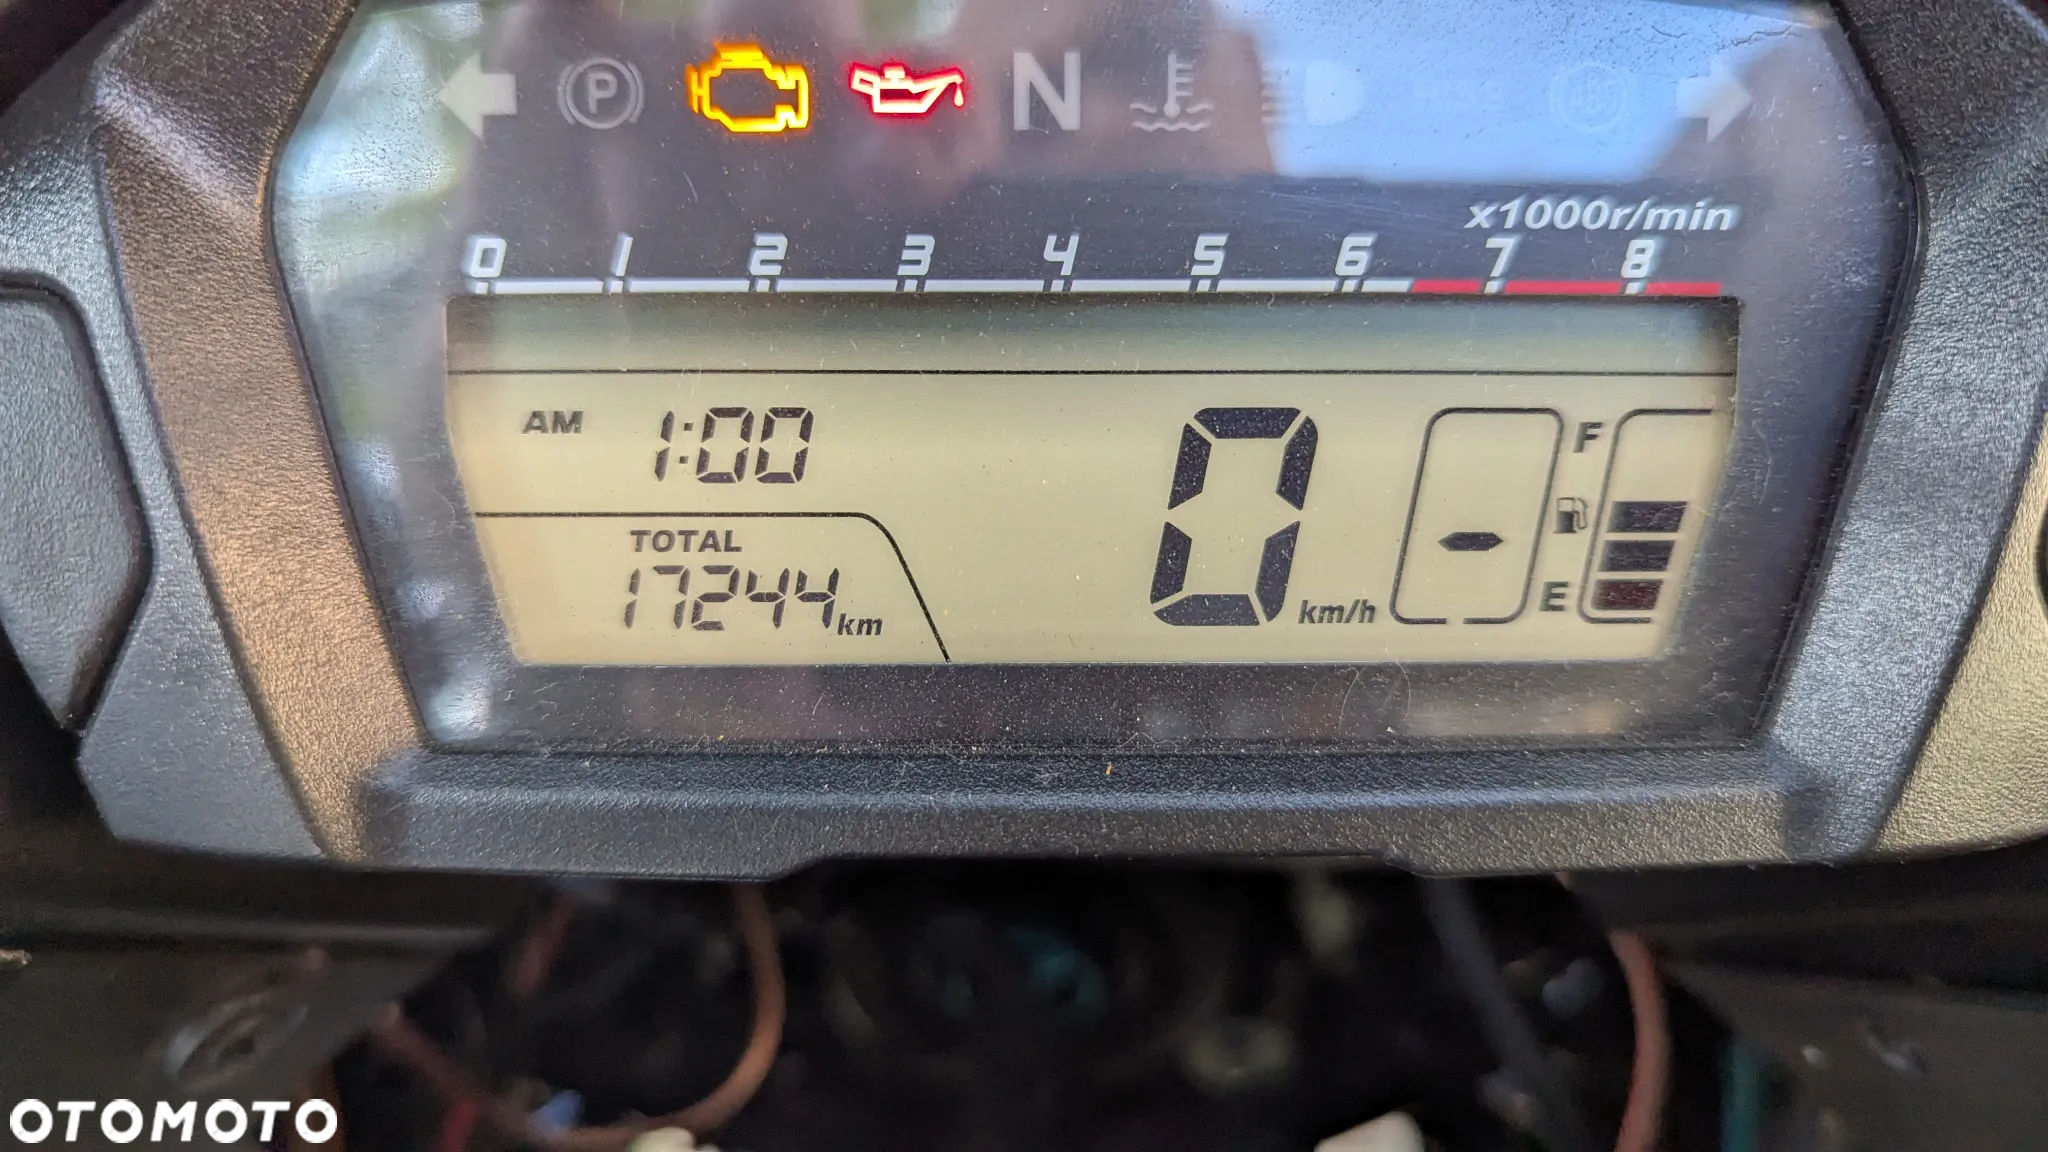 P N
x1000r/min
0 1 2 3 4 5 6 7 8
AM 1:00
0 km/h
-
F
E
TOTAL
17244 km
OTOMOTO